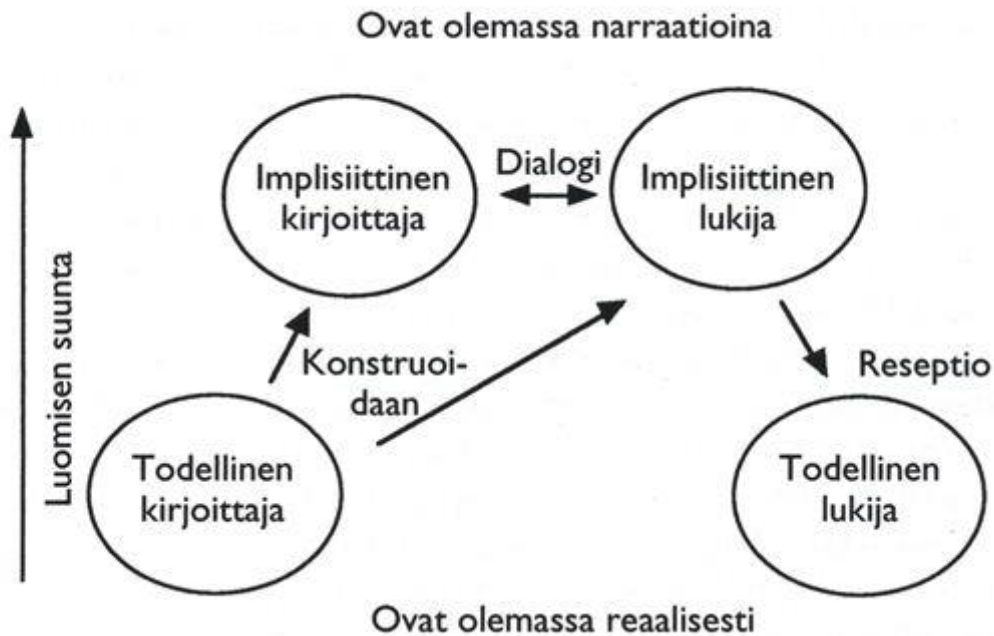 Ovat olemassa narraatioina
Implisiittinen
kirjoittaja
Dialogi
Implisiittinen
lukija
Luomisen suunta
Konstruoi-
daan
Reseptio
Todellinen
kirjoittaja
Todellinen
lukija
Ovat olemassa reaalisesti